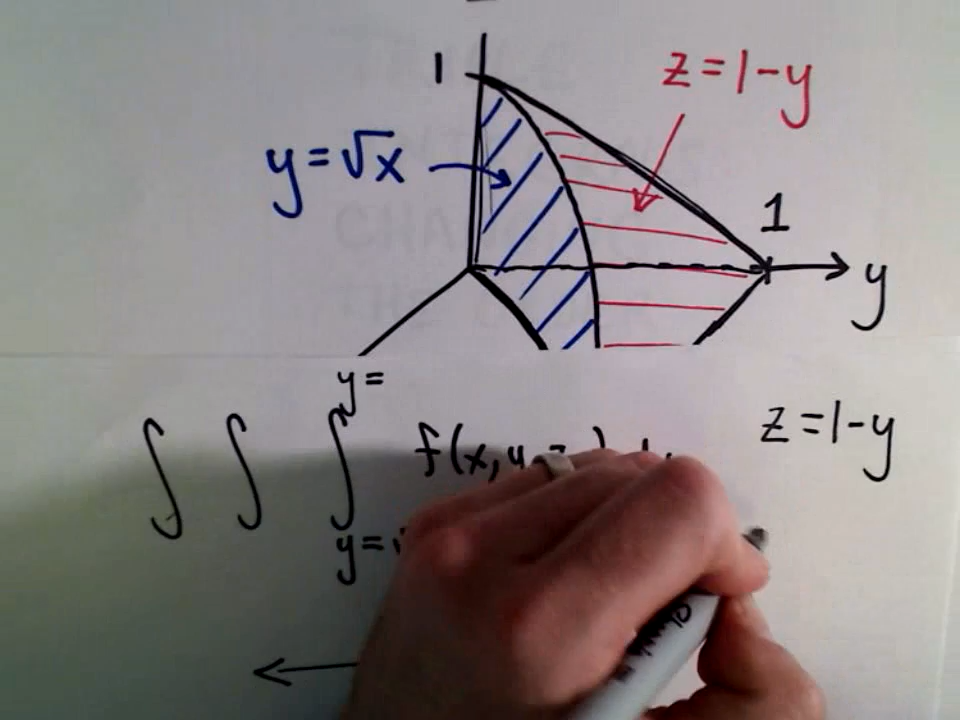 1
z=1-y
y=√x
1
y
y=
∫ ∫ ∫ f(x, y, z)
z=1-y
y=